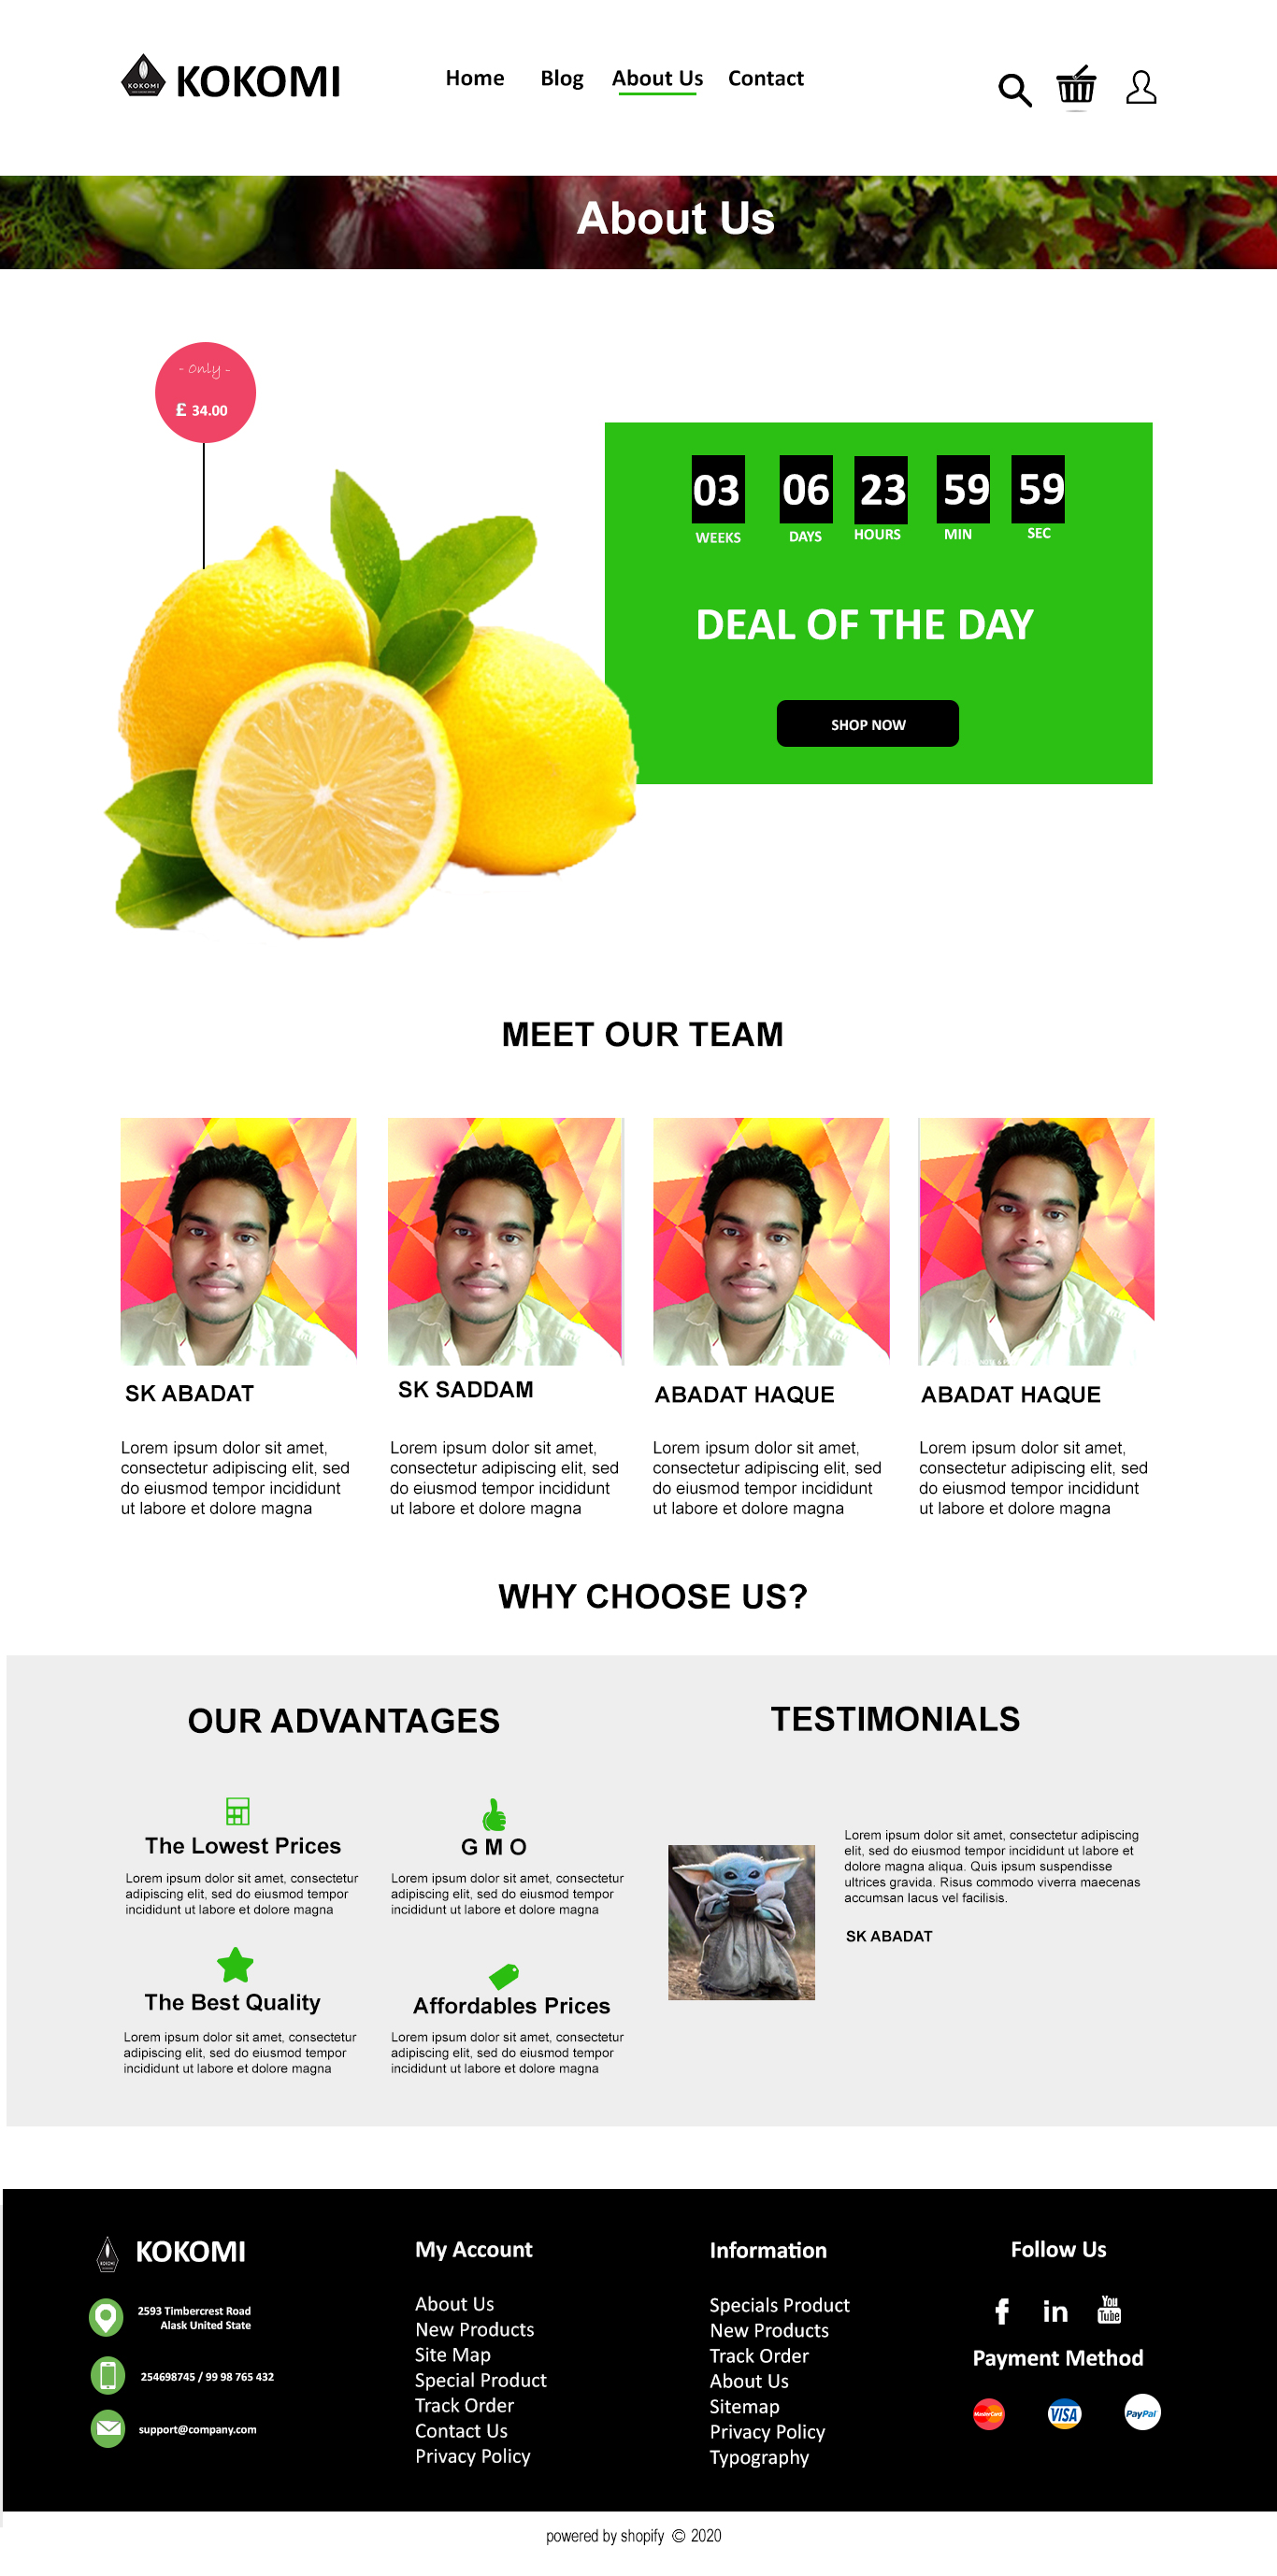 KOKOMI
KOKOMI
Home Blog About Us Contact
About Us
- Only -
£ 34.00
03 06 23 59 59
WEEKS DAYS HOURS MIN SEC
DEAL OF THE DAY
SHOP NOW
MEET OUR TEAM
SK ABADAT
Lorem ipsum dolor sit amet,
consectetur adipiscing elit, sed
do eiusmod tempor incididunt
ut labore et dolore magna
SK SADDAM
Lorem ipsum dolor sit amet,
consectetur adipiscing elit, sed
do eiusmod tempor incididunt
ut labore et dolore magna
ABADAT HAQUE
Lorem ipsum dolor sit amet,
consectetur adipiscing elit, sed
do eiusmod tempor incididunt
ut labore et dolore magna
ABADAT HAQUE
Lorem ipsum dolor sit amet,
consectetur adipiscing elit, sed
do eiusmod tempor incididunt
ut labore et dolore magna
WHY CHOOSE US?
OUR ADVANTAGES
The Lowest Prices
Lorem ipsum dolor sit amet, consectetur
adipiscing elit, sed do eiusmod tempor
incididunt ut labore et dolore magna
G M O
Lorem ipsum dolor sit amet, consectetur
adipiscing elit, sed do eiusmod tempor
incididunt ut labore et dolore magna
The Best Quality
Lorem ipsum dolor sit amet, consectetur
adipiscing elit, sed do eiusmod tempor
incididunt ut labore et dolore magna
Affordables Prices
Lorem ipsum dolor sit amet, consectetur
adipiscing elit, sed do eiusmod tempor
incididunt ut labore et dolore magna
TESTIMONIALS
Lorem ipsum dolor sit amet, consectetur adipiscing
elit, sed do eiusmod tempor incididunt ut labore et
dolore magna aliqua. Quis ipsum suspendisse
ultrices gravida. Risus commodo viverra maecenas
accumsan lacus vel facilisis.
SK ABADAT
KOKOMI
2593 Timbercrest Road
Alask United State
254698745 / 99 98 765 432
support@company.com
My Account
About Us
New Products
Site Map
Special Product
Track Order
Contact Us
Privacy Policy
Information
Specials Product
New Products
Track Order
About Us
Sitemap
Privacy Policy
Typography
Follow Us
f in You Tube
Payment Method
MasterCard VISA PayPal
powered by shopify © 2020